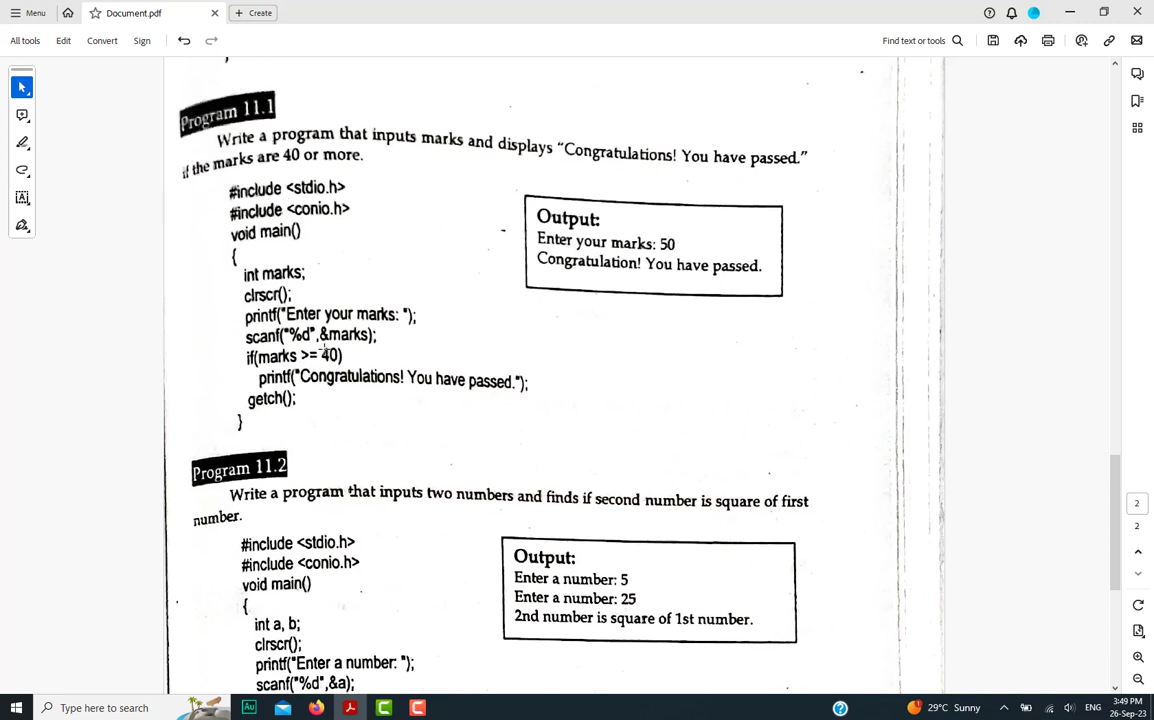 Menu
Document.pdf
Create
All tools
Edit
Convert
Sign
Find text or tools
Program 11.1
Write a program that inputs marks and displays “Congratulations! You have passed.”
if the marks are 40 or more.
#include <stdio.h>
#include <conio.h>
void main()
{
int marks;
clrscr();
printf("Enter your marks: ");
scanf("%d",&marks);
if(marks >= 40)
printf("Congratulations! You have passed.");
getch();
}
Output:
Enter your marks: 50
Congratulation! You have passed.
Program 11.2
Write a program that inputs two numbers and finds if second number is square of first
number.
#include <stdio.h>
#include <conio.h>
void main()
{
int a, b;
clrscr();
printf("Enter a number: ");
scanf("%d",&a);
Output:
Enter a number: 5
Enter a number: 25
2nd number is square of 1st number.
2
2
Type here to search
Au
29°C Sunny
ENG
3:49 PM
26-Sep-23